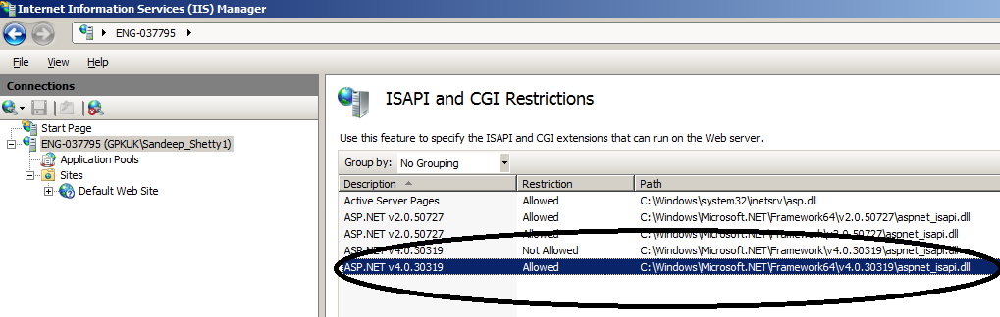 Internet Information Services (IIS) Manager
ENG-037795
File View Help
Connections
Start Page
ENG-037795 (GPKUK\Sandeep_Shetty1)
Application Pools
Sites
Default Web Site
ISAPI and CGI Restrictions
Use this feature to specify the ISAPI and CGI extensions that can run on the Web server.
Group by: No Grouping
Description Restriction Path
Active Server Pages Allowed C:\Windows\system32\inetsrv\asp.dll
ASP.NET v2.0.50727 Allowed C:\Windows\Microsoft.NET\Framework64\v2.0.50727\aspnet_isapi.dll
ASP.NET v2.0.50727 Allowed C:\Windows\Microsoft.NET\Framework\v2.0.50727\aspnet_isapi.dll
ASP.NET v4.0.30319 Not Allowed C:\Windows\Microsoft.NET\Framework\v4.0.30319\aspnet_isapi.dll
ASP.NET v4.0.30319 Allowed C:\Windows\Microsoft.NET\Framework64\v4.0.30319\aspnet_isapi.dll